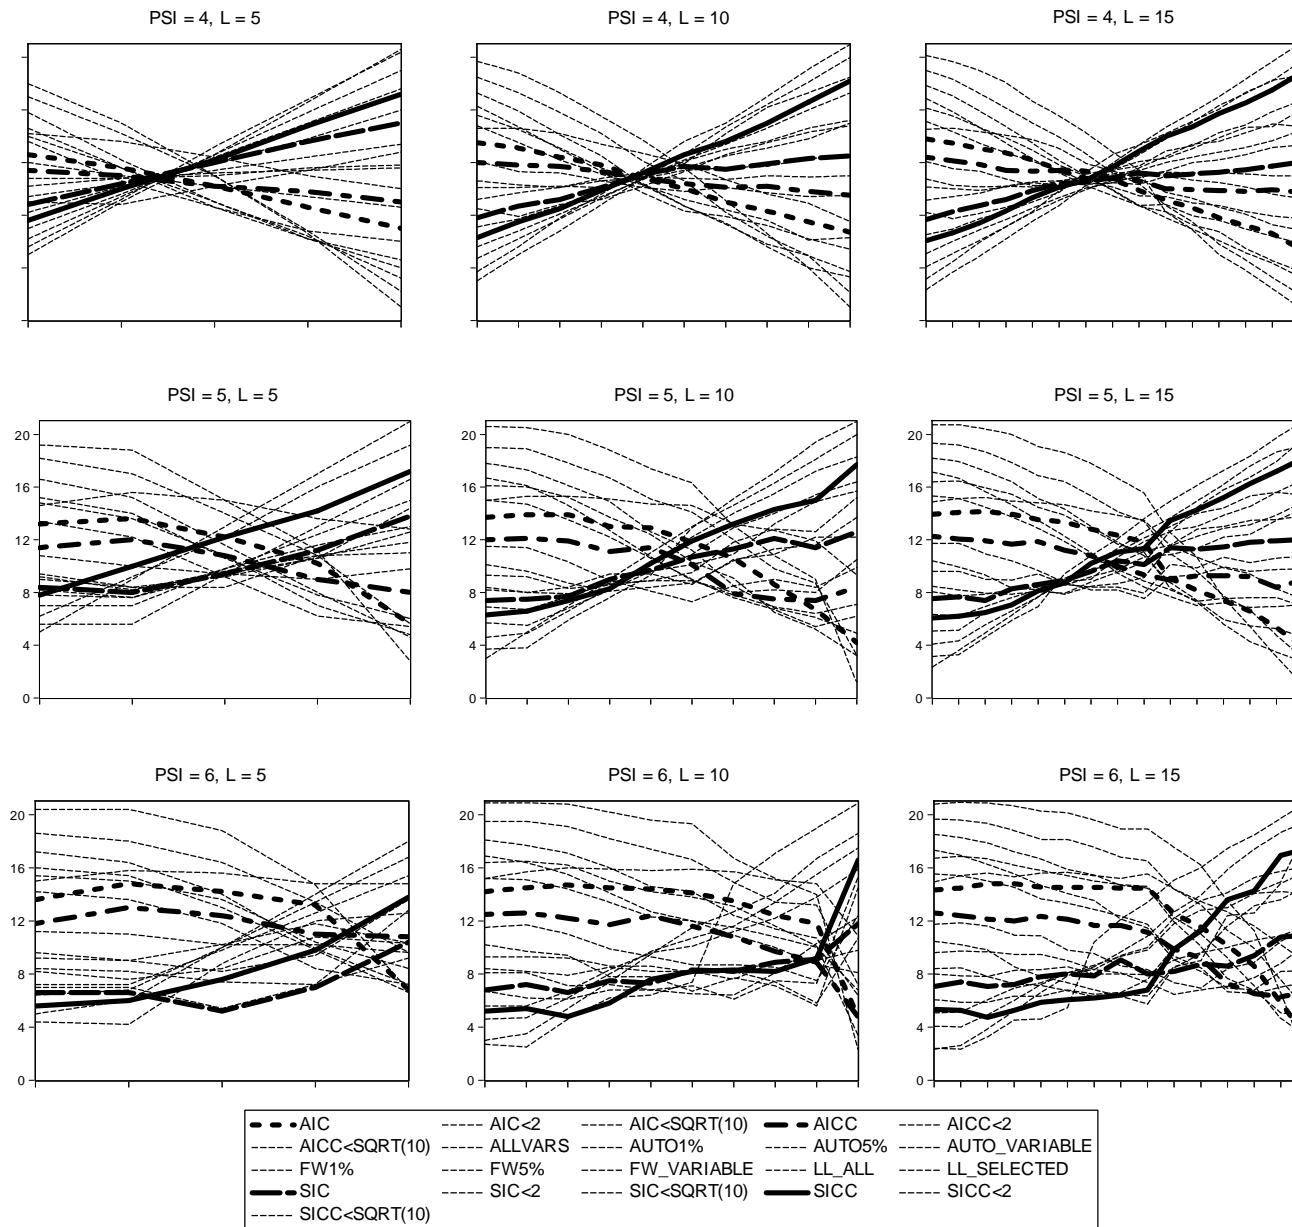 PSI = 4, L = 5
PSI = 4, L = 10
PSI = 4, L = 15
PSI = 5, L = 5
PSI = 5, L = 10
PSI = 5, L = 15
20
16
12
8
4
0
20
16
12
8
4
0
20
16
12
8
4
0
PSI = 6, L = 5
PSI = 6, L = 10
PSI = 6, L = 15
20
16
12
8
4
0
20
16
12
8
4
0
20
16
12
8
4
0
AIC AIC<2 AIC<SQRT(10) AICC AICC<2
AICC<SQRT(10) ALLVARS AUTO1% AUTO5% AUTO_VARIABLE
FW1% FW5% FW_VARIABLE LL_ALL LL_SELECTED
SIC SIC<2 SIC<SQRT(10) SICC SICC<2
SICC<SQRT(10)